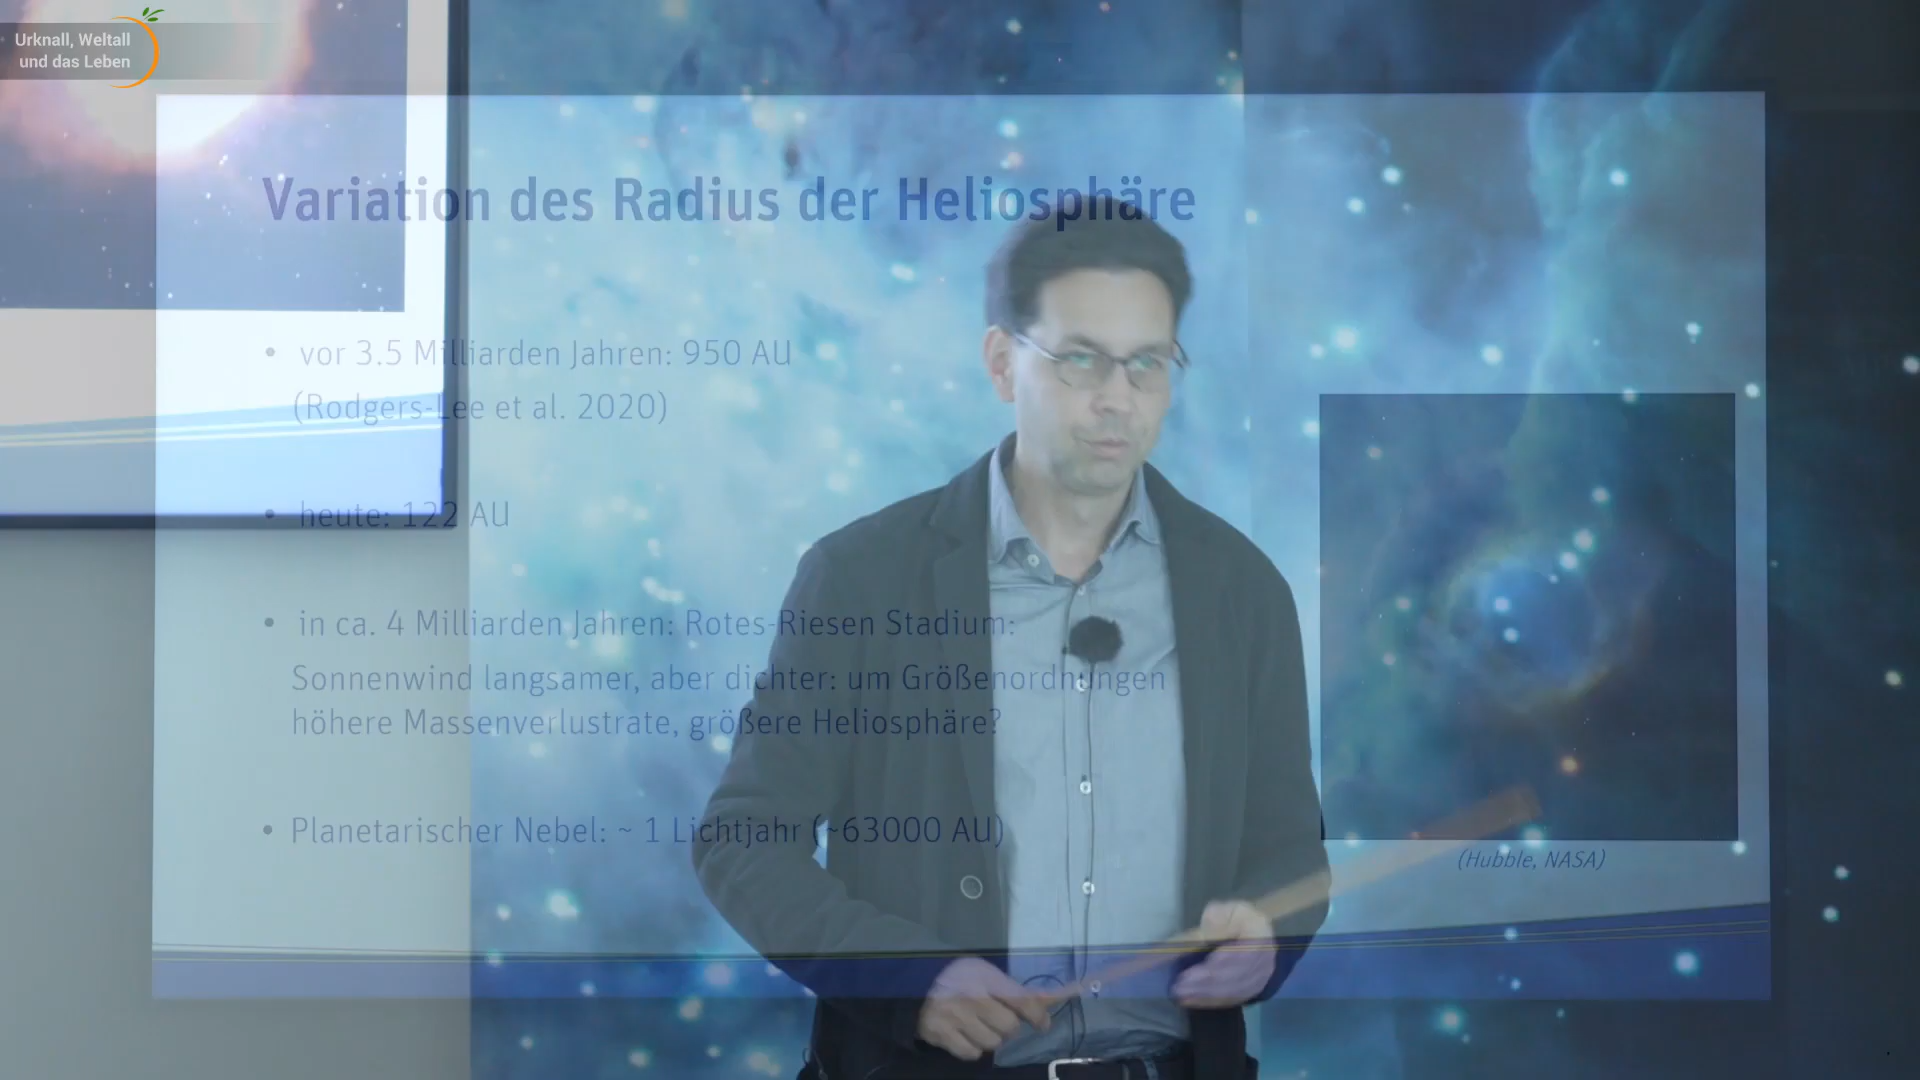 Urknall, Weltall
und das Leben
Variation des Radius der Heliosphäre
• vor 3.5 Milliarden Jahren: 950 AU
(Rodgers-Lee et al. 2020)
• heute: 122 AU
• in ca. 4 Milliarden Jahren: Rotes-Riesen Stadium:
Sonnenwind langsamer, aber dichter: um Größenordnungen
höhere Massenverlustrate, größere Heliosphäre?
• Planetarischer Nebel: ~ 1 Lichtjahr (~63000 AU)
(Hubble, NASA)